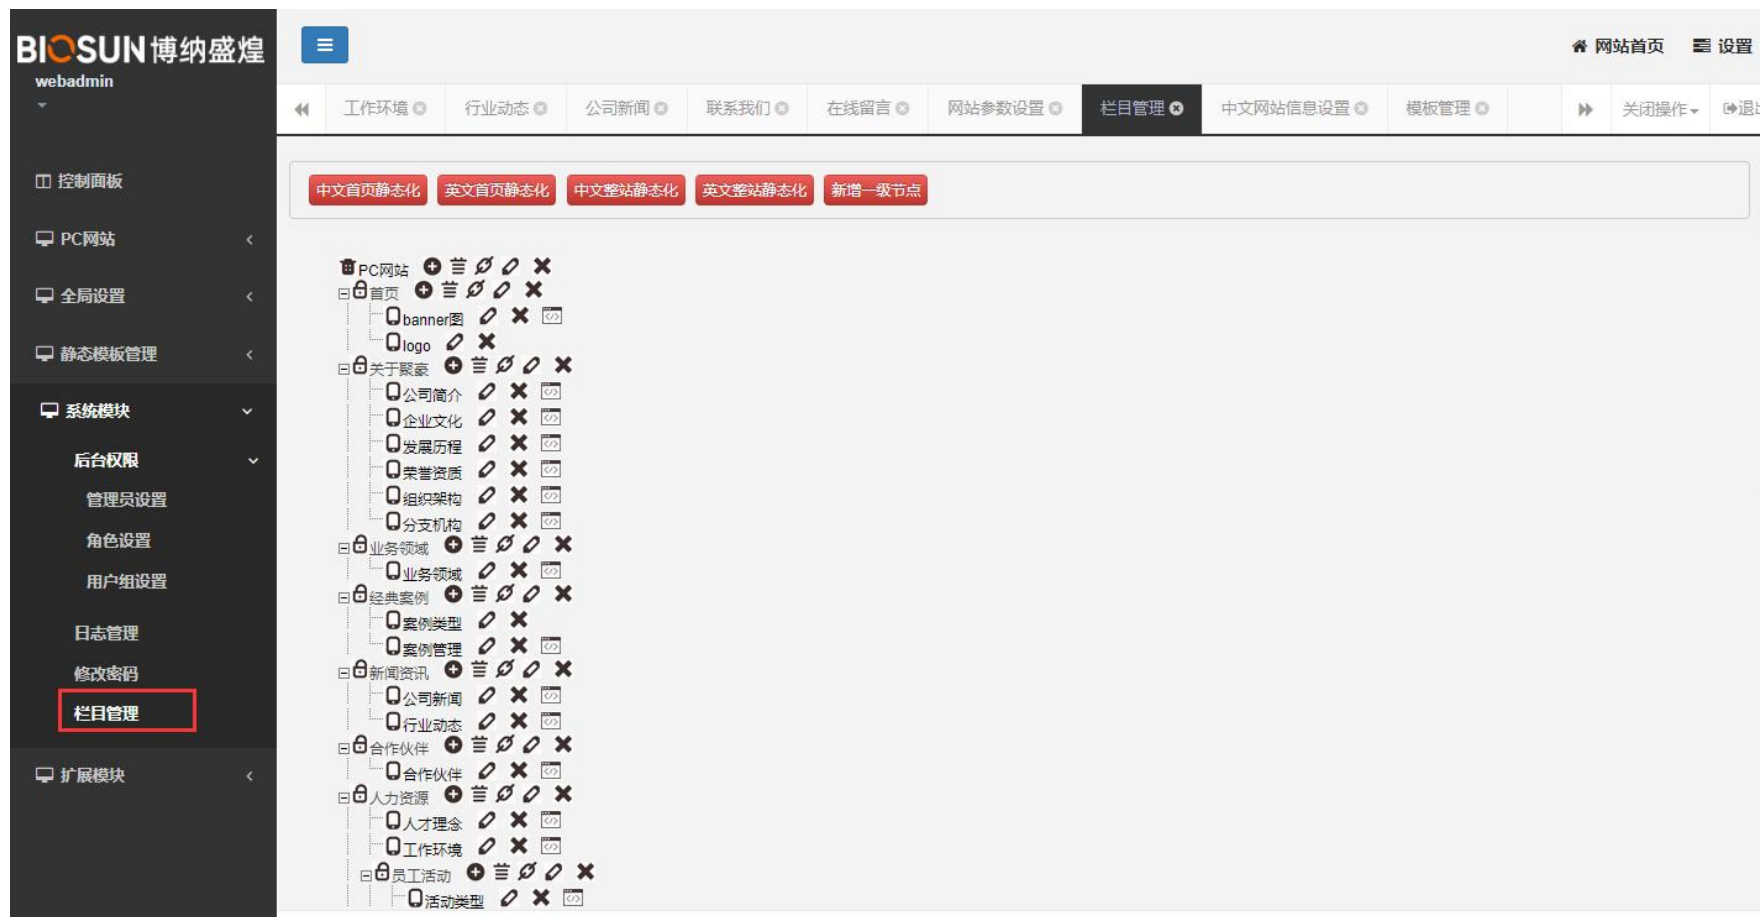 BIOSUN博纳盛煌
webadmin
网站首页 设置
工作环境 行业动态 公司新闻 联系我们 在线留言 网站参数设置 栏目管理 中文网站信息设置 模板管理 关闭操作 退出
控制面板
PC网站
全局设置
静态模板管理
系统模块
后台权限
管理员设置
角色设置
用户组设置
日志管理
修改密码
栏目管理
扩展模块
中文首页静态化 英文首页静态化 中文整站静态化 英文整站静态化 新增一级节点
PC网站
首页
banner图
logo
关于聚豪
公司简介
企业文化
发展历程
荣誉资质
组织架构
分支机构
业务领域
业务领域
经典案例
案例类型
案例管理
新闻资讯
公司新闻
行业动态
合作伙伴
合作伙伴
人力资源
人才理念
工作环境
员工活动
活动类型